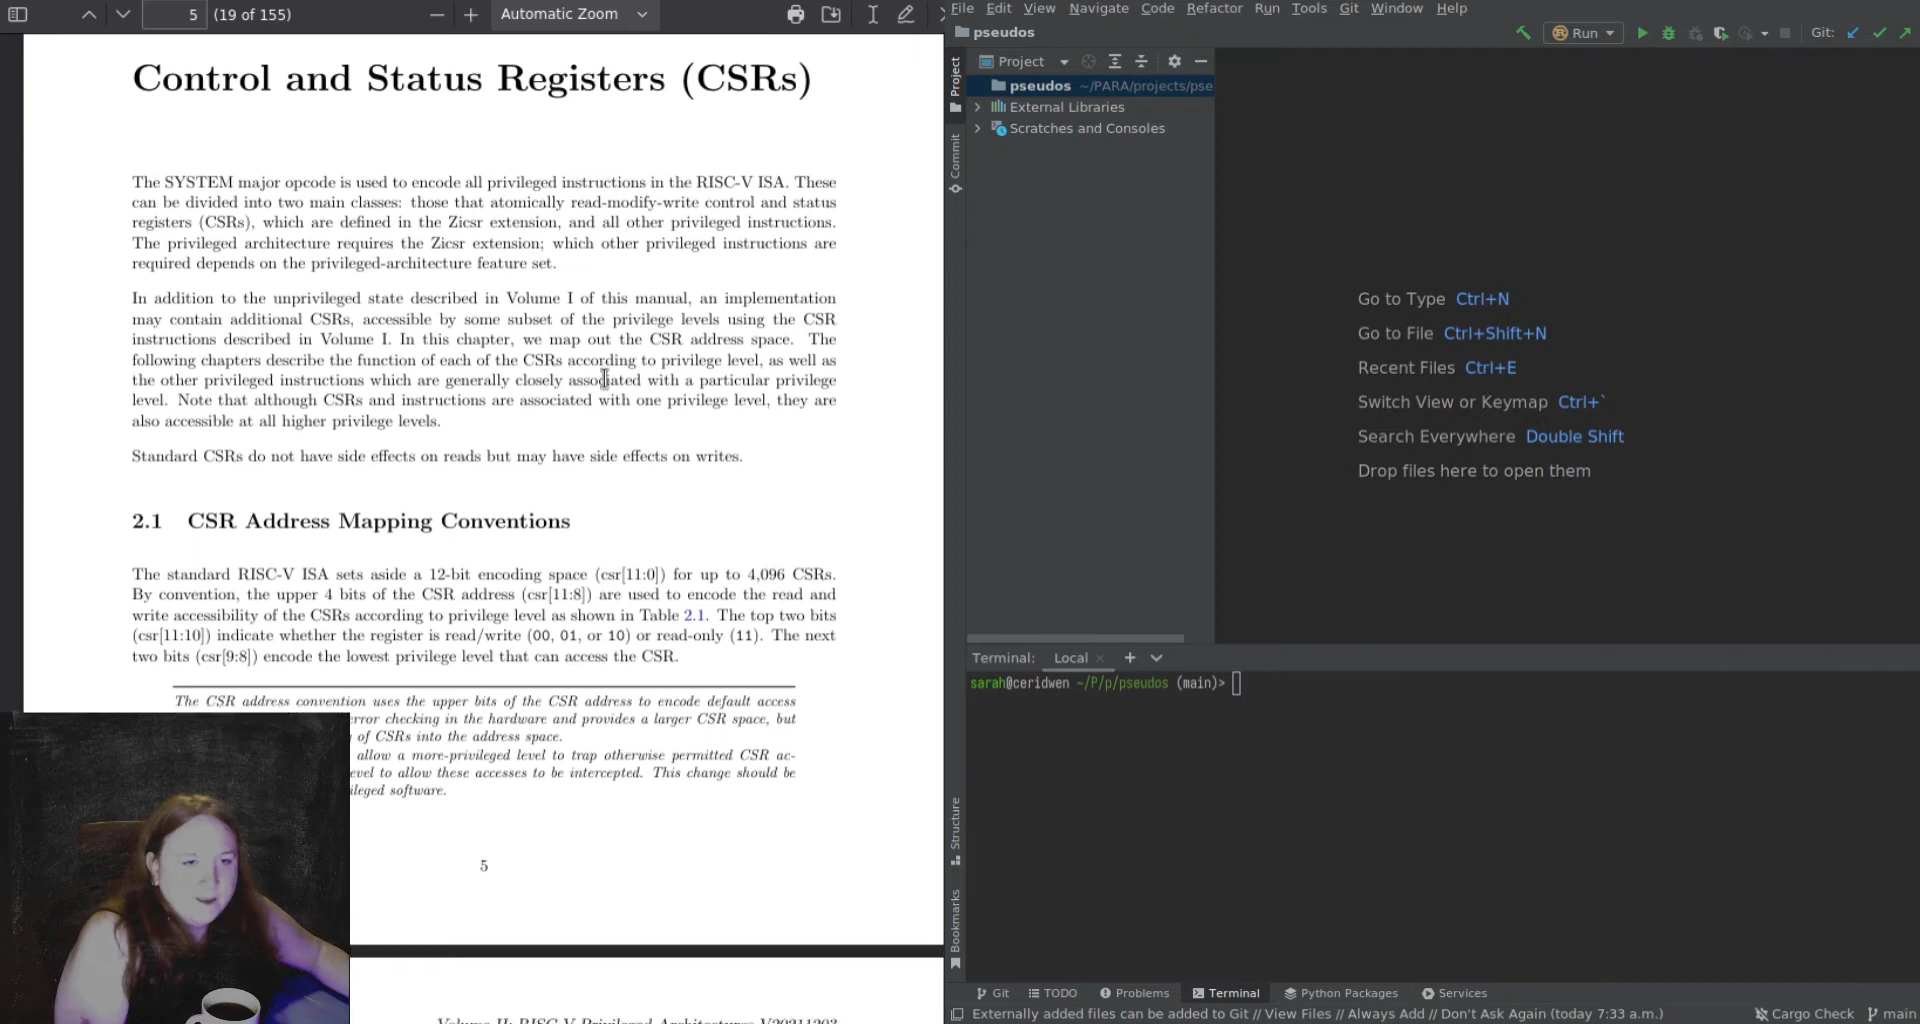 5 (19 of 155) Automatic Zoom
Control and Status Registers (CSRs)
The SYSTEM major opcode is used to encode all privileged instructions in the RISC-V ISA. These
can be divided into two main classes: those that atomically read-modify-write control and status
registers (CSRs), which are defined in the Zicsr extension, and all other privileged instructions.
The privileged architecture requires the Zicsr extension; which other privileged instructions are
required depends on the privileged-architecture feature set.
In addition to the unprivileged state described in Volume I of this manual, an implementation
may contain additional CSRs, accessible by some subset of the privilege levels using the CSR
instructions described in Volume I. In this chapter, we map out the CSR address space. The
following chapters describe the function of each of the CSRs according to privilege level, as well as
the other privileged instructions which are generally closely associated with a particular privilege
level. Note that although CSRs and instructions are associated with one privilege level, they are
also accessible at all higher privilege levels.
Standard CSRs do not have side effects on reads but may have side effects on writes.
2.1 CSR Address Mapping Conventions
The standard RISC-V ISA sets aside a 12-bit encoding space (csr[11:0]) for up to 4,096 CSRs.
By convention, the upper 4 bits of the CSR address (csr[11:8]) are used to encode the read and
write accessibility of the CSRs according to privilege level as shown in Table 2.1. The top two bits
(csr[11:10]) indicate whether the register is read/write (00, 01, or 10) or read-only (11). The next
two bits (csr[9:8]) encode the lowest privilege level that can access the CSR.
The CSR address convention uses the upper bits of the CSR address to encode default access
error checking in the hardware and provides a larger CSR space, but
of CSRs into the address space.
allow a more-privileged level to trap otherwise permitted CSR ac-
evel to allow these accesses to be intercepted. This change should be
ileged software.
5
Volume II: RISC-V Privileged Architectures V20211203
File Edit View Navigate Code Refactor Run Tools Git Window Help
pseudos Run Git:
Project
pseudos ~/PARA/projects/pse
External Libraries
Scratches and Consoles
Project
Commit
Structure
Bookmarks
Go to Type Ctrl+N
Go to File Ctrl+Shift+N
Recent Files Ctrl+E
Switch View or Keymap Ctrl+`
Search Everywhere Double Shift
Drop files here to open them
Terminal: Local
sarah@ceridwen ~/P/p/pseudos (main)>
Git TODO Problems Terminal Python Packages Services
Externally added files can be added to Git // View Files // Always Add // Don't Ask Again (today 7:33 a.m.) Cargo Check main